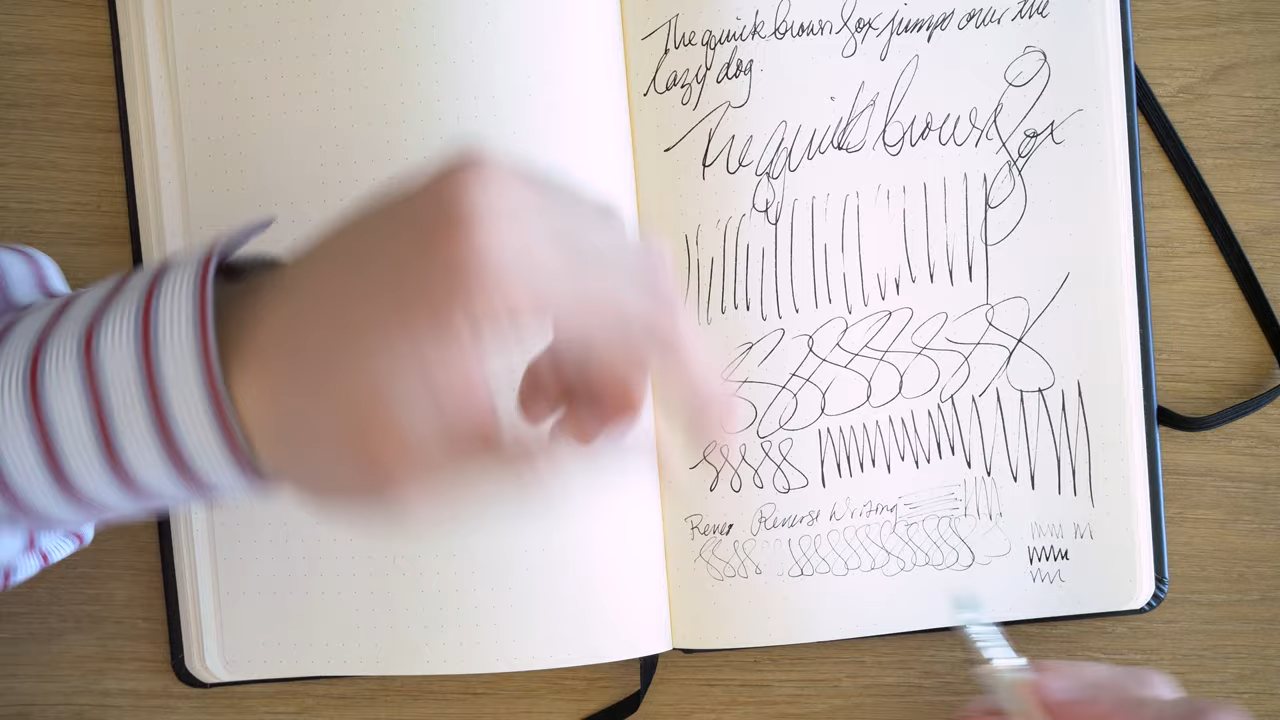 The quick brown fox jumps over the
lazy dog.
The quick brown fox
Rever Reverse Writing